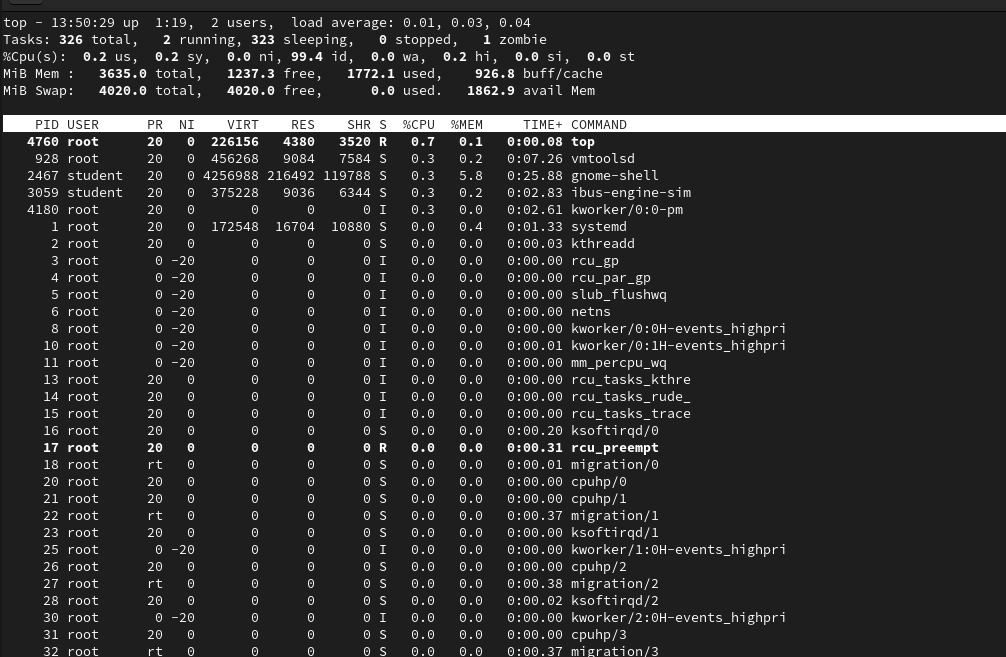 top - 13:50:29 up  1:19,  2 users,  load average: 0.01, 0.03, 0.04
Tasks: 326 total,   2 running, 323 sleeping,   0 stopped,   1 zombie
%Cpu(s):  0.2 us,  0.2 sy,  0.0 ni, 99.4 id,  0.0 wa,  0.2 hi,  0.0 si,  0.0 st
MiB Mem :   3635.0 total,   1237.3 free,   1772.1 used,    926.8 buff/cache
MiB Swap:   4020.0 total,   4020.0 free,      0.0 used.   1862.9 avail Mem
    PID USER      PR  NI    VIRT    RES    SHR S  %CPU  %MEM     TIME+ COMMAND
   4760 root      20   0  226156   4380   3520 R   0.7   0.1   0:00.08 top
    928 root      20   0  456268   9084   7584 S   0.3   0.2   0:07.26 vmtoolsd
   2467 student   20   0 4256988 216492 119788 S   0.3   5.8   0:25.88 gnome-shell
   3059 student   20   0  375228   9036   6344 S   0.3   0.2   0:02.83 ibus-engine-sim
   4180 root      20   0       0      0      0 I   0.3   0.0   0:02.61 kworker/0:0-pm
      1 root      20   0  172548  16704  10880 S   0.0   0.4   0:01.33 systemd
      2 root      20   0       0      0      0 S   0.0   0.0   0:00.03 kthreadd
      3 root       0 -20       0      0      0 I   0.0   0.0   0:00.00 rcu_gp
      4 root       0 -20       0      0      0 I   0.0   0.0   0:00.00 rcu_par_gp
      5 root       0 -20       0      0      0 I   0.0   0.0   0:00.00 slub_flushwq
      6 root       0 -20       0      0      0 I   0.0   0.0   0:00.00 netns
      8 root       0 -20       0      0      0 I   0.0   0.0   0:00.00 kworker/0:0H-events_highpri
     10 root       0 -20       0      0      0 I   0.0   0.0   0:00.01 kworker/0:1H-events_highpri
     11 root       0 -20       0      0      0 I   0.0   0.0   0:00.00 mm_percpu_wq
     13 root      20   0       0      0      0 I   0.0   0.0   0:00.00 rcu_tasks_kthre
     14 root      20   0       0      0      0 I   0.0   0.0   0:00.00 rcu_tasks_rude_
     15 root      20   0       0      0      0 I   0.0   0.0   0:00.00 rcu_tasks_trace
     16 root      20   0       0      0      0 S   0.0   0.0   0:00.20 ksoftirqd/0
     17 root      20   0       0      0      0 R   0.0   0.0   0:00.31 rcu_preempt
     18 root      rt   0       0      0      0 S   0.0   0.0   0:00.01 migration/0
     20 root      20   0       0      0      0 S   0.0   0.0   0:00.00 cpuhp/0
     21 root      20   0       0      0      0 S   0.0   0.0   0:00.00 cpuhp/1
     22 root      rt   0       0      0      0 S   0.0   0.0   0:00.37 migration/1
     23 root      20   0       0      0      0 S   0.0   0.0   0:00.00 ksoftirqd/1
     25 root       0 -20       0      0      0 I   0.0   0.0   0:00.00 kworker/1:0H-events_highpri
     26 root      20   0       0      0      0 S   0.0   0.0   0:00.00 cpuhp/2
     27 root      rt   0       0      0      0 S   0.0   0.0   0:00.38 migration/2
     28 root      20   0       0      0      0 S   0.0   0.0   0:00.02 ksoftirqd/2
     30 root       0 -20       0      0      0 I   0.0   0.0   0:00.00 kworker/2:0H-events_highpri
     31 root      20   0       0      0      0 S   0.0   0.0   0:00.00 cpuhp/3
     32 root      rt   0       0      0      0 S   0.0   0.0   0:00.37 migration/3